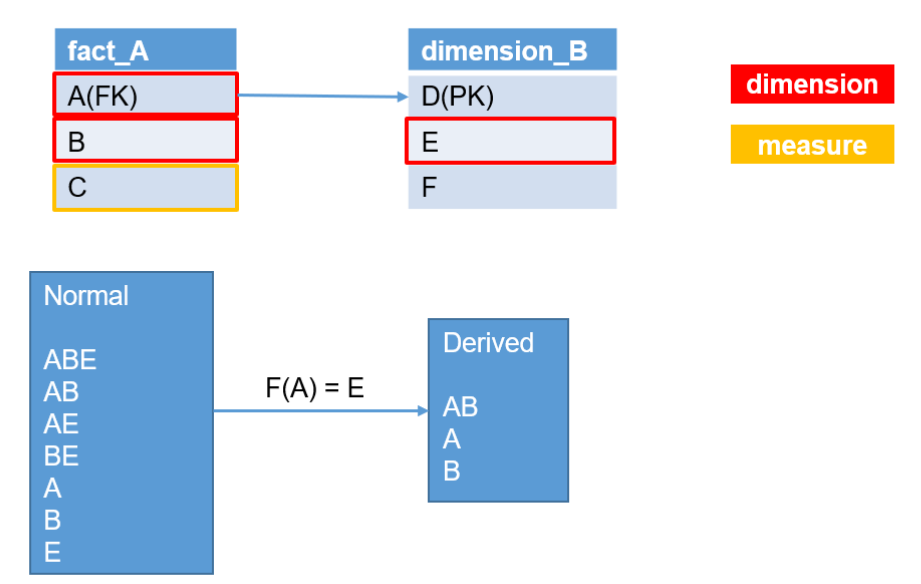 fact_A
A(FK)
B
C
dimension_B
D(PK)
E
F
dimension
measure
Normal
ABE
AB
AE
BE
A
B
E
F(A) = E
Derived
AB
A
B